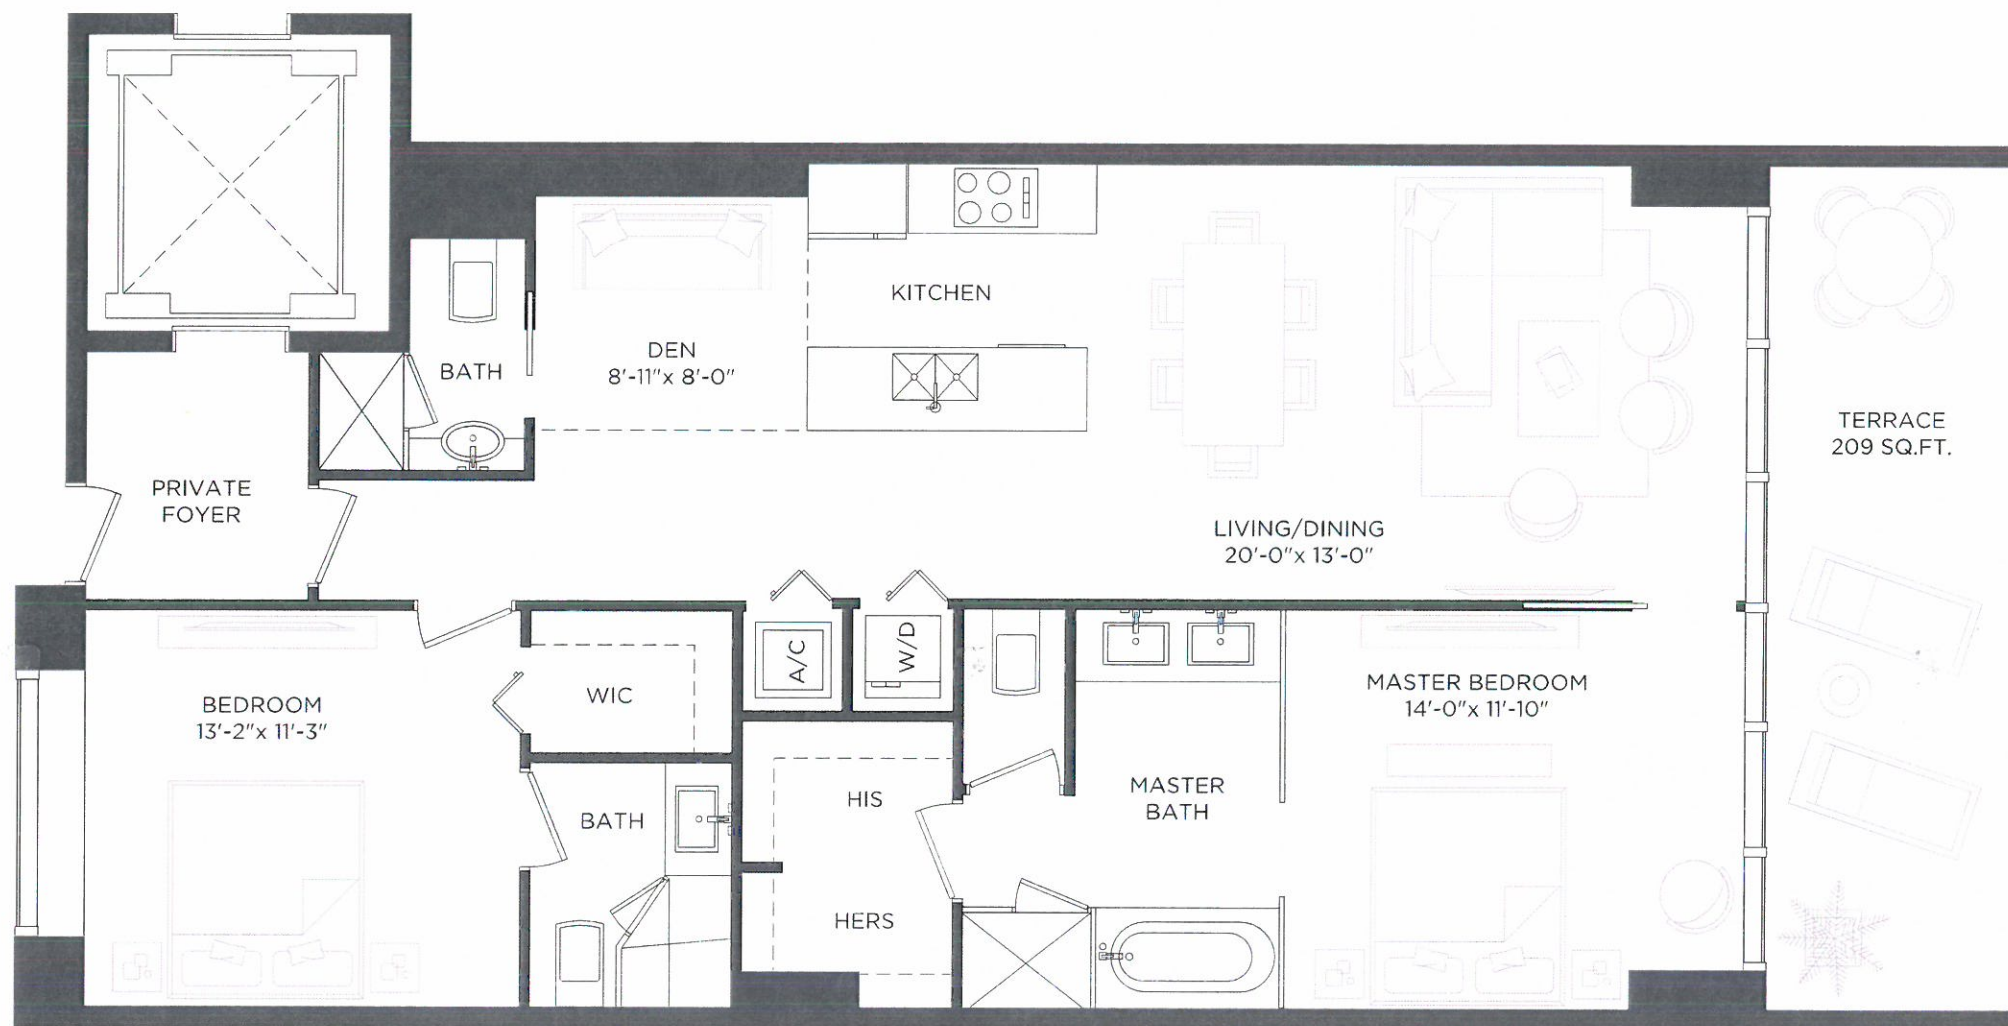 KITCHEN
DEN
8'-11"x 8'-0"
BATH
TERRACE
209 SQ.FT.
PRIVATE
FOYER
LIVING/DINING
20'-0"x 13'-0"
A/C
W/D
BEDROOM
13'-2"x 11'-3"
WIC
MASTER BEDROOM
14'-0"x 11'-10"
BATH
HIS
MASTER
BATH
HERS